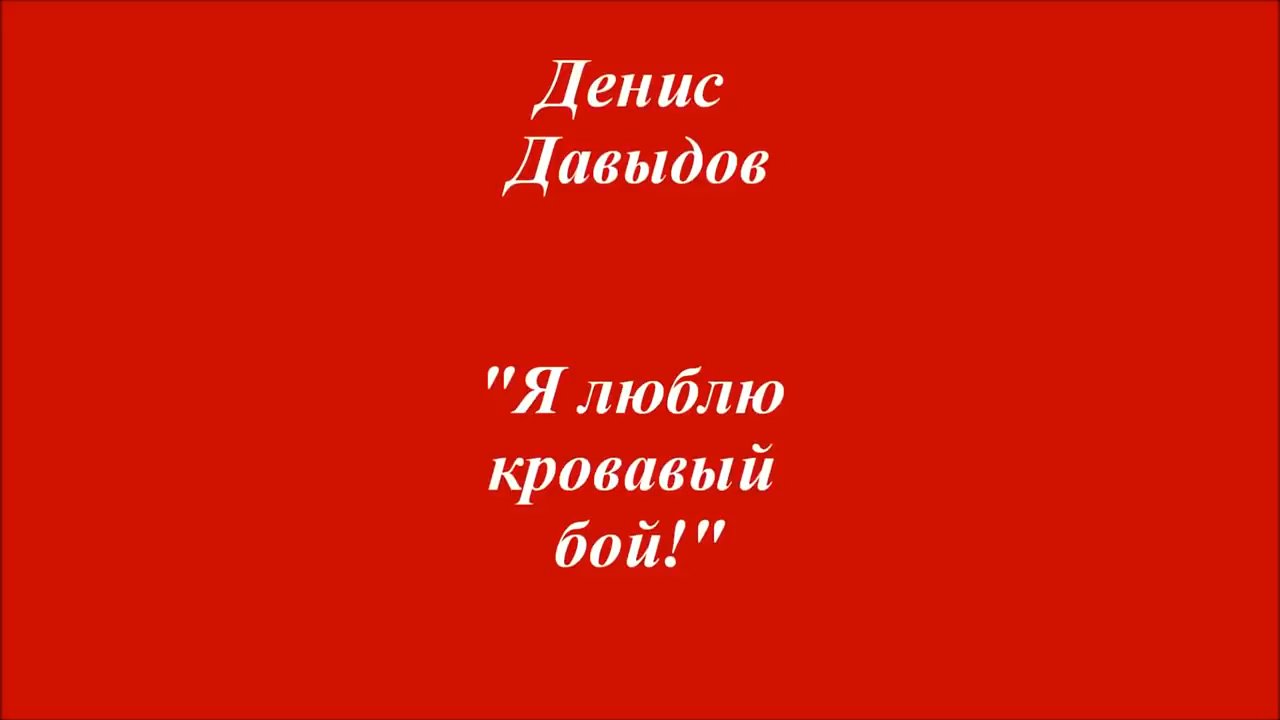 Денис
Давыдов
"Я люблю
кровавый
бой!"